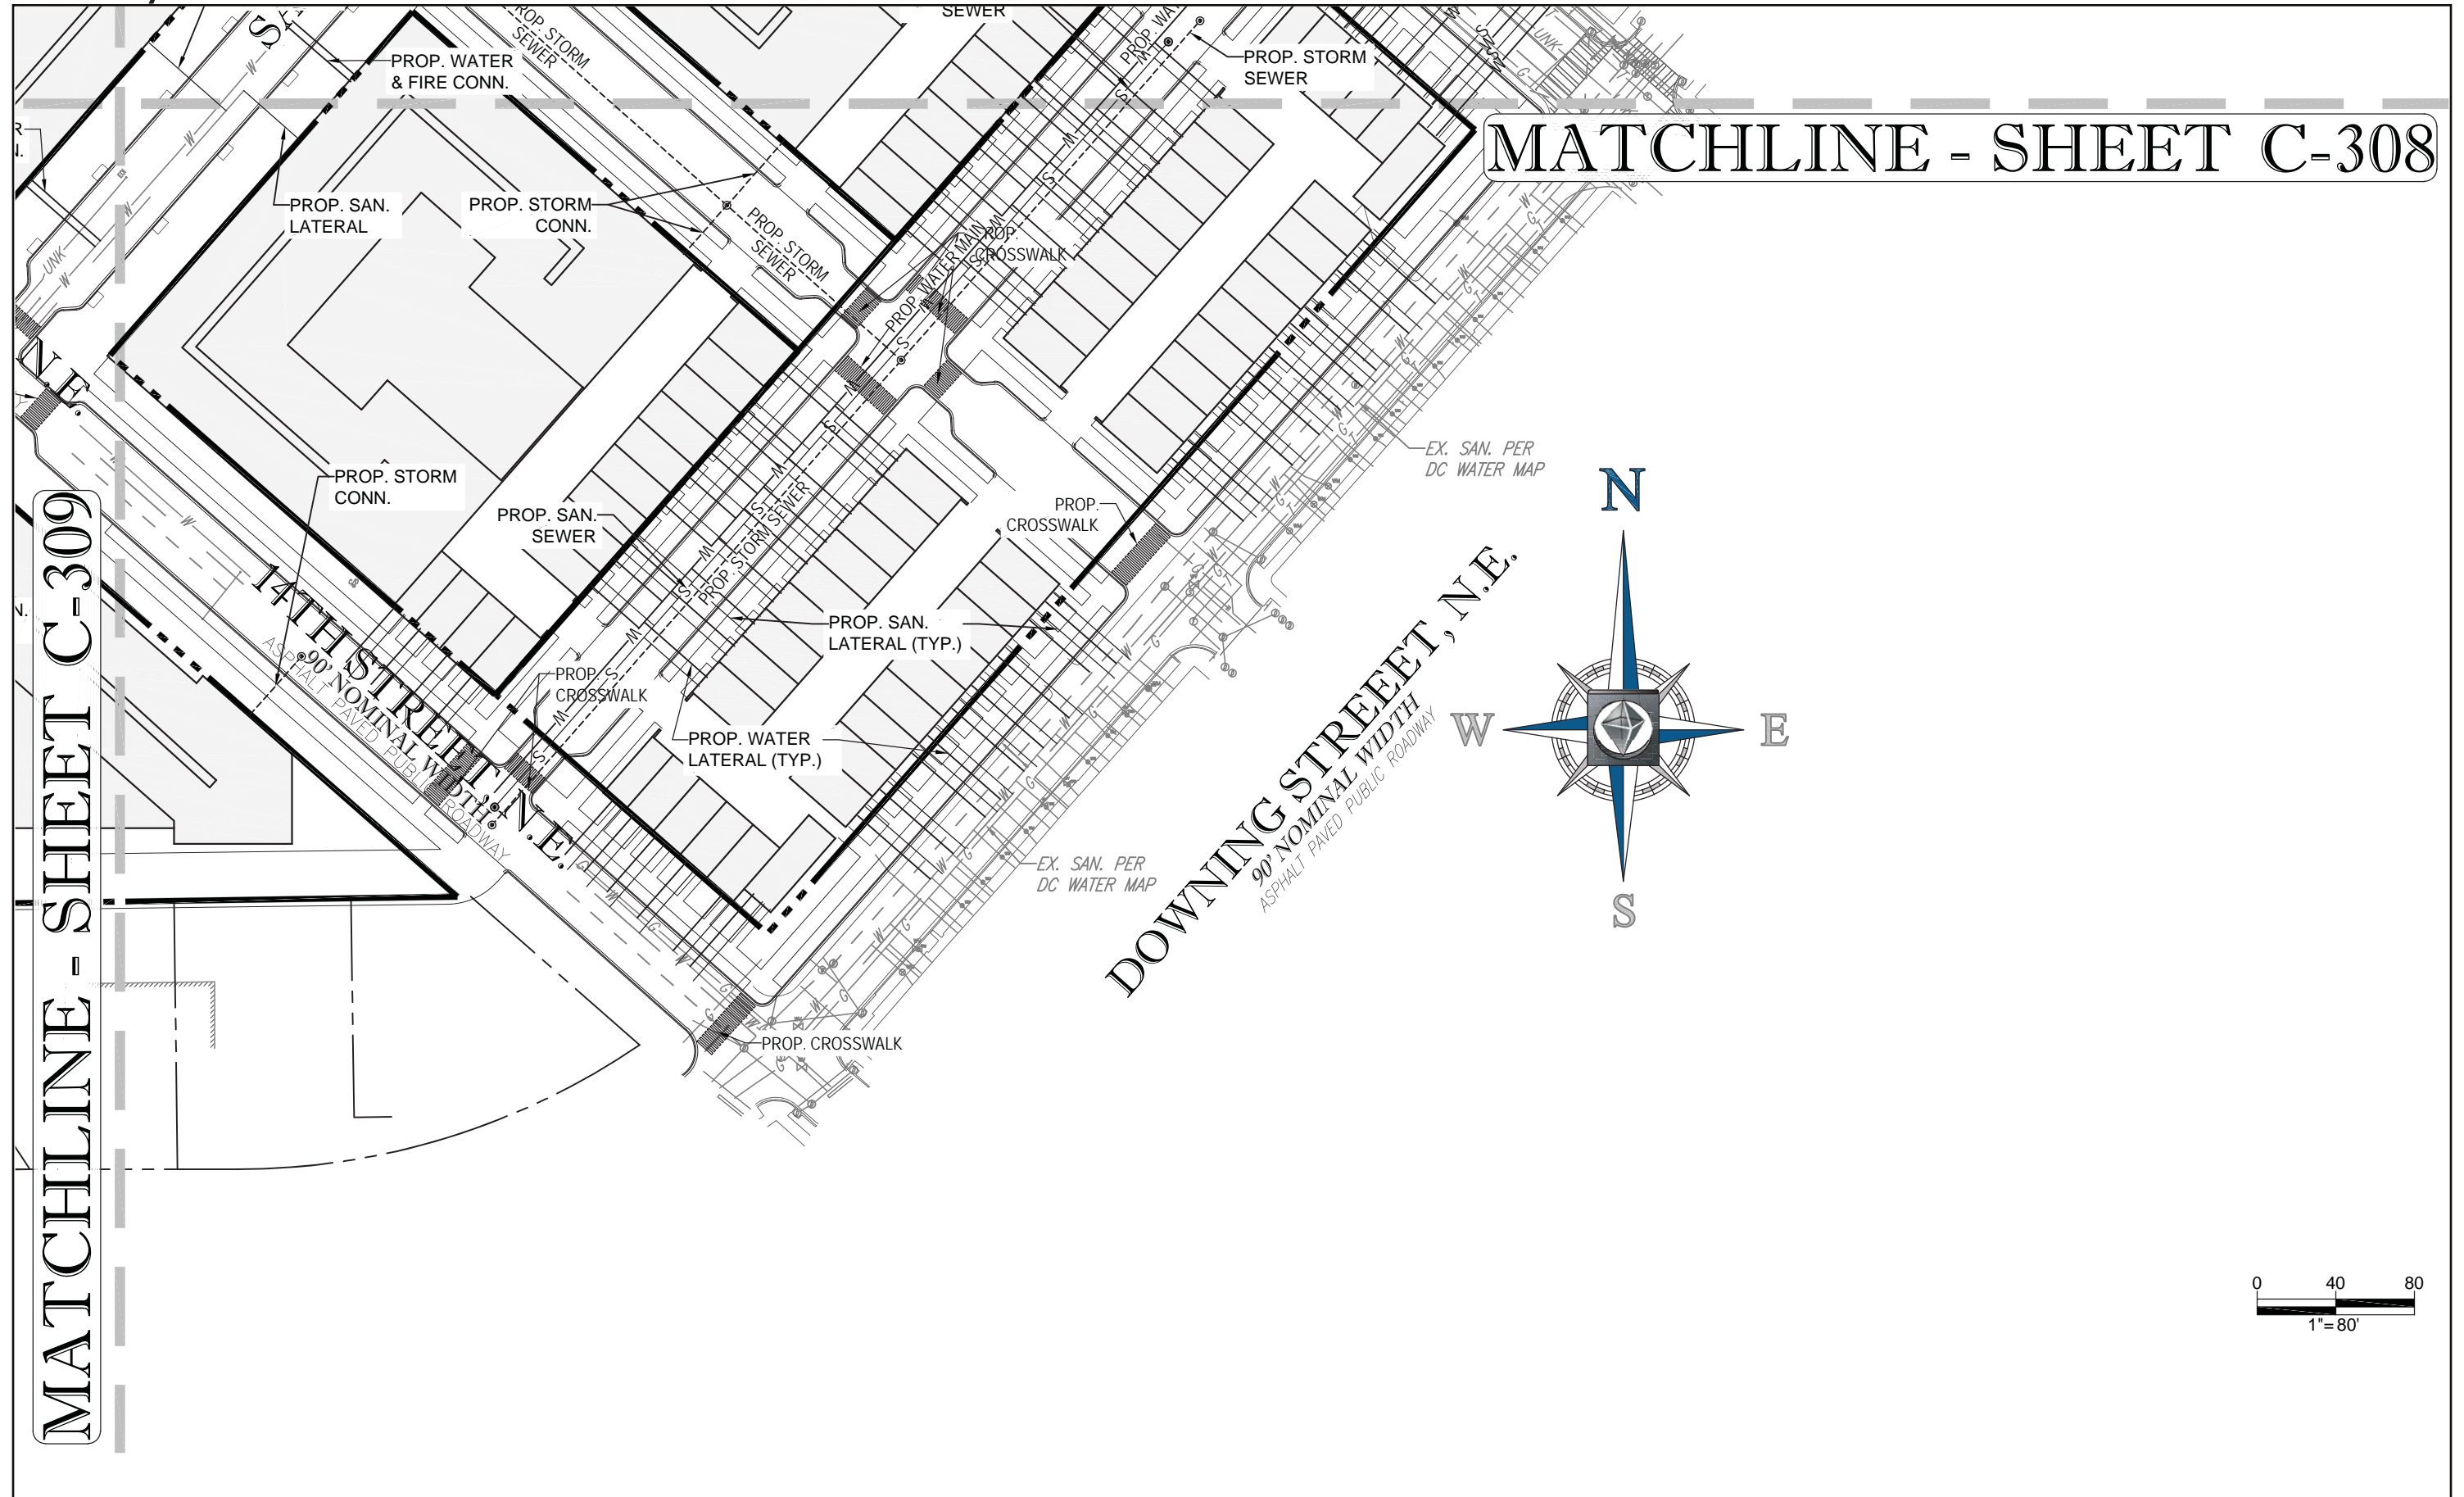 SEWER
PROP. STORM
SEWER
PROP. WATER
& FIRE CONN.
PROP. STORM
SEWER
UNK
MATCHLINE - SHEET C-308
PROP. SAN.
LATERAL
PROP. STORM
CONN.
PROP. STORM
SEWER
PROP. WATER MAIN
PROP.
CROSSWALK
UNK
N.E.
EX. SAN. PER
DC WATER MAP
PROP. STORM
CONN.
PROP. SAN.
SEWER
PROP. STORM SEWER
PROP.
CROSSWALK
N
W
E
S
MATCHLINE - SHEET C-309
14TH STREET, N.E.
90' NOMINAL WIDTH
ASPHALT PAVED PUBLIC ROADWAY
PROP. SAN.
LATERAL (TYP.)
PROP.
CROSSWALK
PROP. WATER
LATERAL (TYP.)
DOWNING STREEET, N.E.
90' NOMINAL WIDTH
ASPHALT PAVED PUBLIC ROADWAY
EX. SAN. PER
DC WATER MAP
PROP. CROSSWALK
0 40 80
1"= 80'